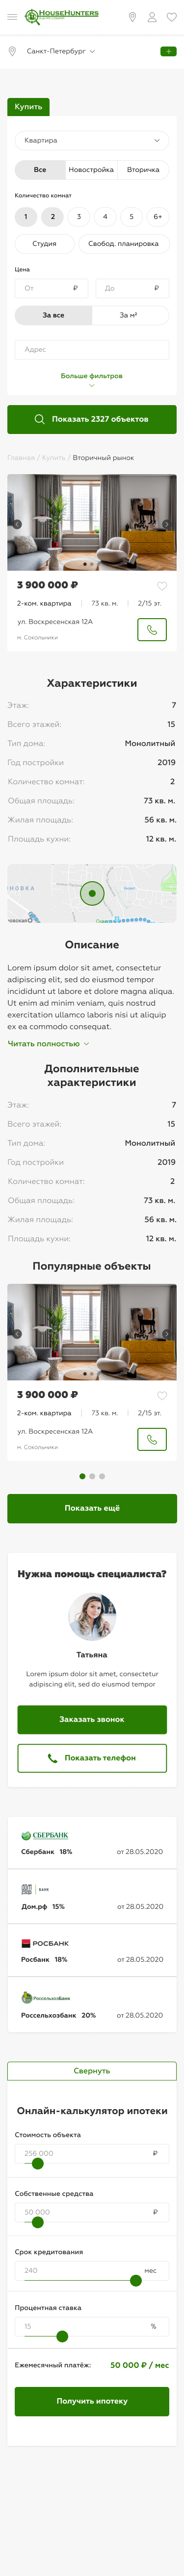 HOUSEHUNTERS
Санкт-Петербург
Купить
Квартира
Все Новостройка Вторичка
Количество комнат
1 2 3 4 5 6+
Студия Свобод. планировка
Цена
От ₽ До ₽
За все За м²
Адрес
Больше фильтров
Показать 2327 объектов
Главная / Купить / Вторичный рынок
3 900 000 ₽
2-ком. квартира 73 кв. м. 2/15 эт.
ул. Воскресенская 12А
м. Сокольники
Характеристики
Этаж: 7
Всего этажей: 15
Тип дома: Монолитный
Год постройки 2019
Количество комнат: 2
Общая площадь: 73 кв. м.
Жилая площадь: 56 кв. м.
Площадь кухни: 12 кв. м.
Описание
Lorem ipsum dolor sit amet, consectetur
adipiscing elit, sed do eiusmod tempor
incididunt ut labore et dolore magna aliqua.
Ut enim ad minim veniam, quis nostrud
exercitation ullamco laboris nisi ut aliquip
ex ea commodo consequat.
Читать полностью
Дополнительные
характеристики
Этаж: 7
Всего этажей: 15
Тип дома: Монолитный
Год постройки 2019
Количество комнат: 2
Общая площадь: 73 кв. м.
Жилая площадь: 56 кв. м.
Площадь кухни: 12 кв. м.
Популярные объекты
3 900 000 ₽
2-ком. квартира 73 кв. м. 2/15 эт.
ул. Воскресенская 12А
м. Сокольники
Показать ещё
Нужна помощь специалиста?
Татьяна
Lorem ipsum dolor sit amet, consectetur
adipiscing elit, sed do eiusmod tempor
Заказать звонок
Показать телефон
СБЕРБАНК
Сбербанк 18% от 28.05.2020
БАНК
Дом.рф 15% от 28.05.2020
РОСБАНК
Росбанк 18% от 28.05.2020
РоссельхозБанк
Россельхозбанк 20% от 28.05.2020
Свернуть
Онлайн-калькулятор ипотеки
Стоимость объекта
256 000 ₽
Собственные средства
50 000 ₽
Срок кредитования
240 мес
Процентная ставка
15 %
Ежемесячный платёж: 50 000 ₽ / мес
Получить ипотеку